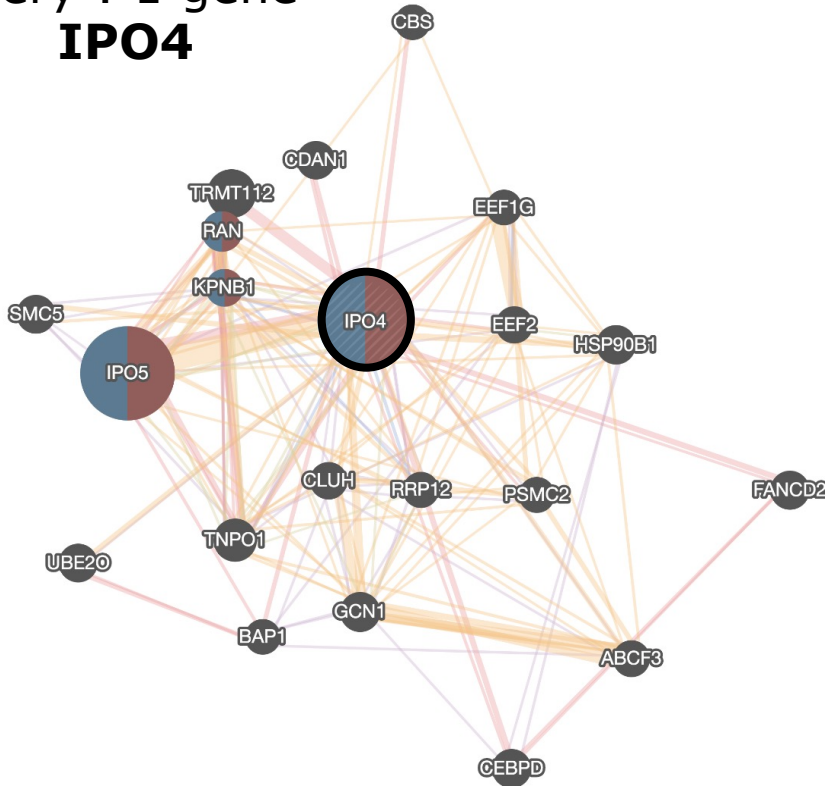 gene
IPO4
CBS
CDAN1
TRMT112
EEF1G
RAN
KPNB1
SMC5
IPO4
EEF2
HSP90B1
IPO5
CLUH
RRP12
PSMC2
FANCD2
TNPO1
UBE2O
GCN1
BAP1
ABCF3
CEBPD